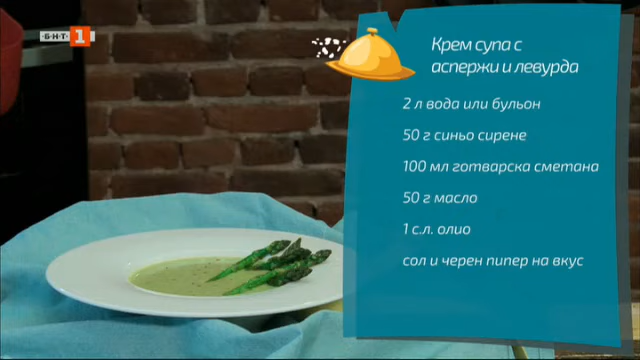 БНТ 1
Крем супа с
аспержи и левурда
2 л вода или бульон
50 г синьо сирене
100 мл готварска сметана
50 г масло
1 с.л. олио
сол и черен пипер на вкус